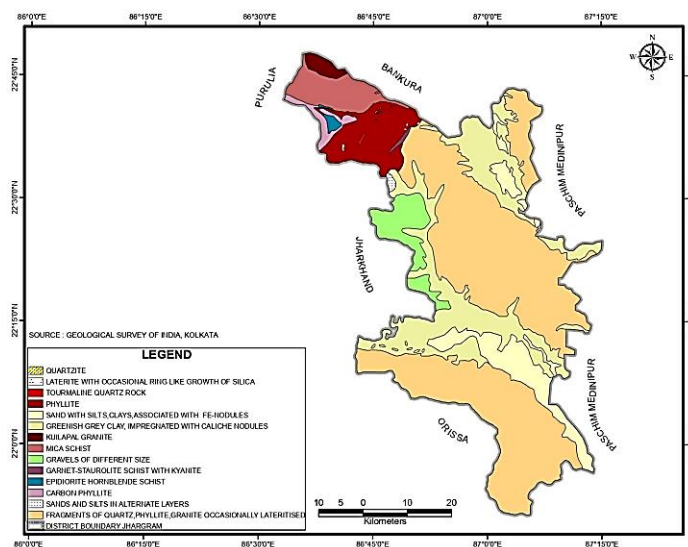 86°0'0"E 86°15'0"E 86°30'0"E 86°45'0"E 87°0'0"E 87°15'0"E
N
W E
S
22°45'0"N
22°30'0"N
22°15'0"N
22°0'0"N
PURULIA
BANKURA
PASCHIM MEDINIPUR
JHARKHAND
PASCHIM MEDINIPUR
ORISSA
SOURCE : GEOLOGICAL SURVEY OF INDIA, KOLKATA
LEGEND
QUARTZITE
LATERITE WITH OCCASIONAL RING LIKE GROWTH OF SILICA
TOURMALINE QUARTZ ROCK
PHYLLITE
SAND WITH SILTS,CLAYS,ASSOCIATED WITH FE-NODULES
GREENISH GREY CLAY, IMPREGNATED WITH CALICHE NODULES
KUILAPAL GRANITE
MICA SCHIST
GRAVELS OF DIFFERENT SIZE
GARNET-STAUROLITE SCHIST WITH KYANITE
EPIDIORITE HORNBLENDE SCHIST
CARBON PHYLLITE
SANDS AND SILTS IN ALTERNATE LAYERS
FRAGMENTS OF QUARTZ,PHYLLITE,GRANITE OCCASIONALLY LATERITISED
DISTRICT BOUNDARY JHARGRAM
10 5 0 10 20
Kilometers
86°0'0"E 86°15'0"E 86°30'0"E 86°45'0"E 87°0'0"E 87°15'0"E